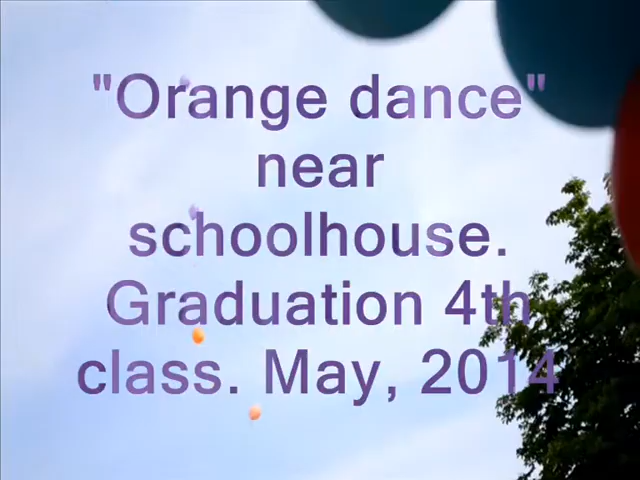 "Orange dance"
near
schoolhouse.
Graduation 4th
class. May, 2014